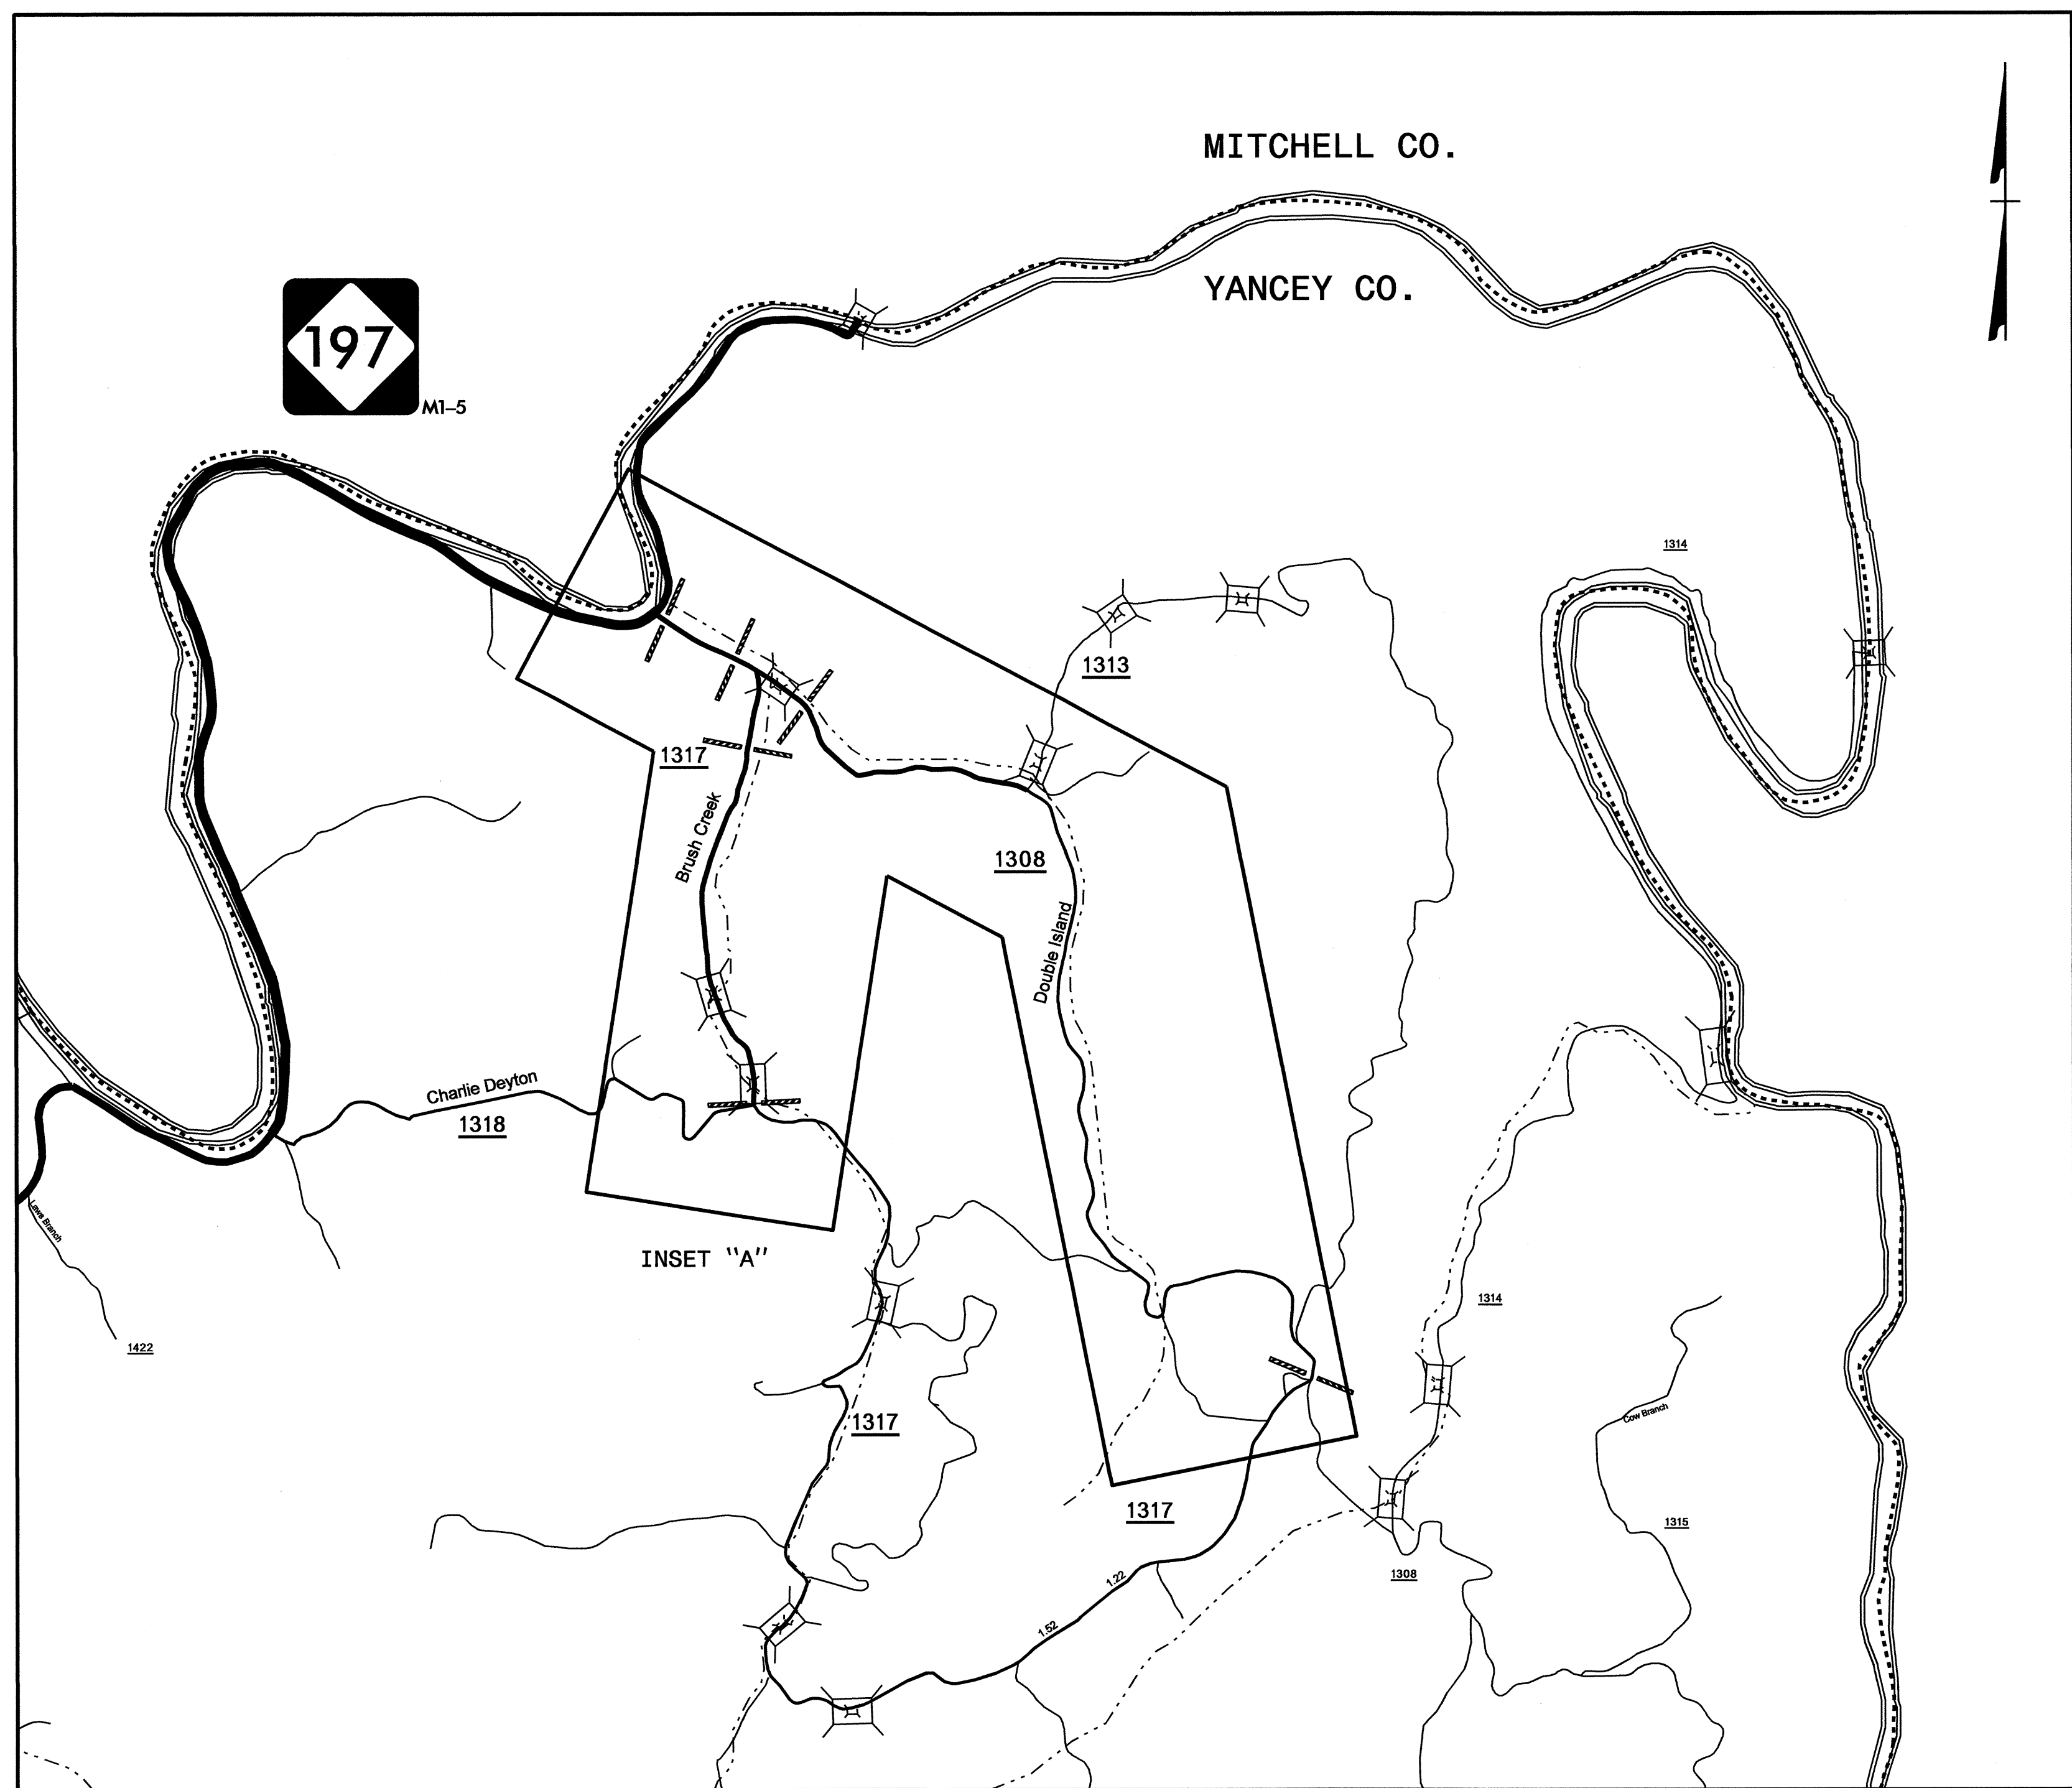 MITCHELL CO.
YANCEY CO.
197
M1-5
1314
1313
1317
Brush Creek
1308
Double Island
Charlie Deyton
1318
Laws Branch
INSET "A"
1314
1422
1317
Cow Branch
1317
1315
1308
1.22
1.52